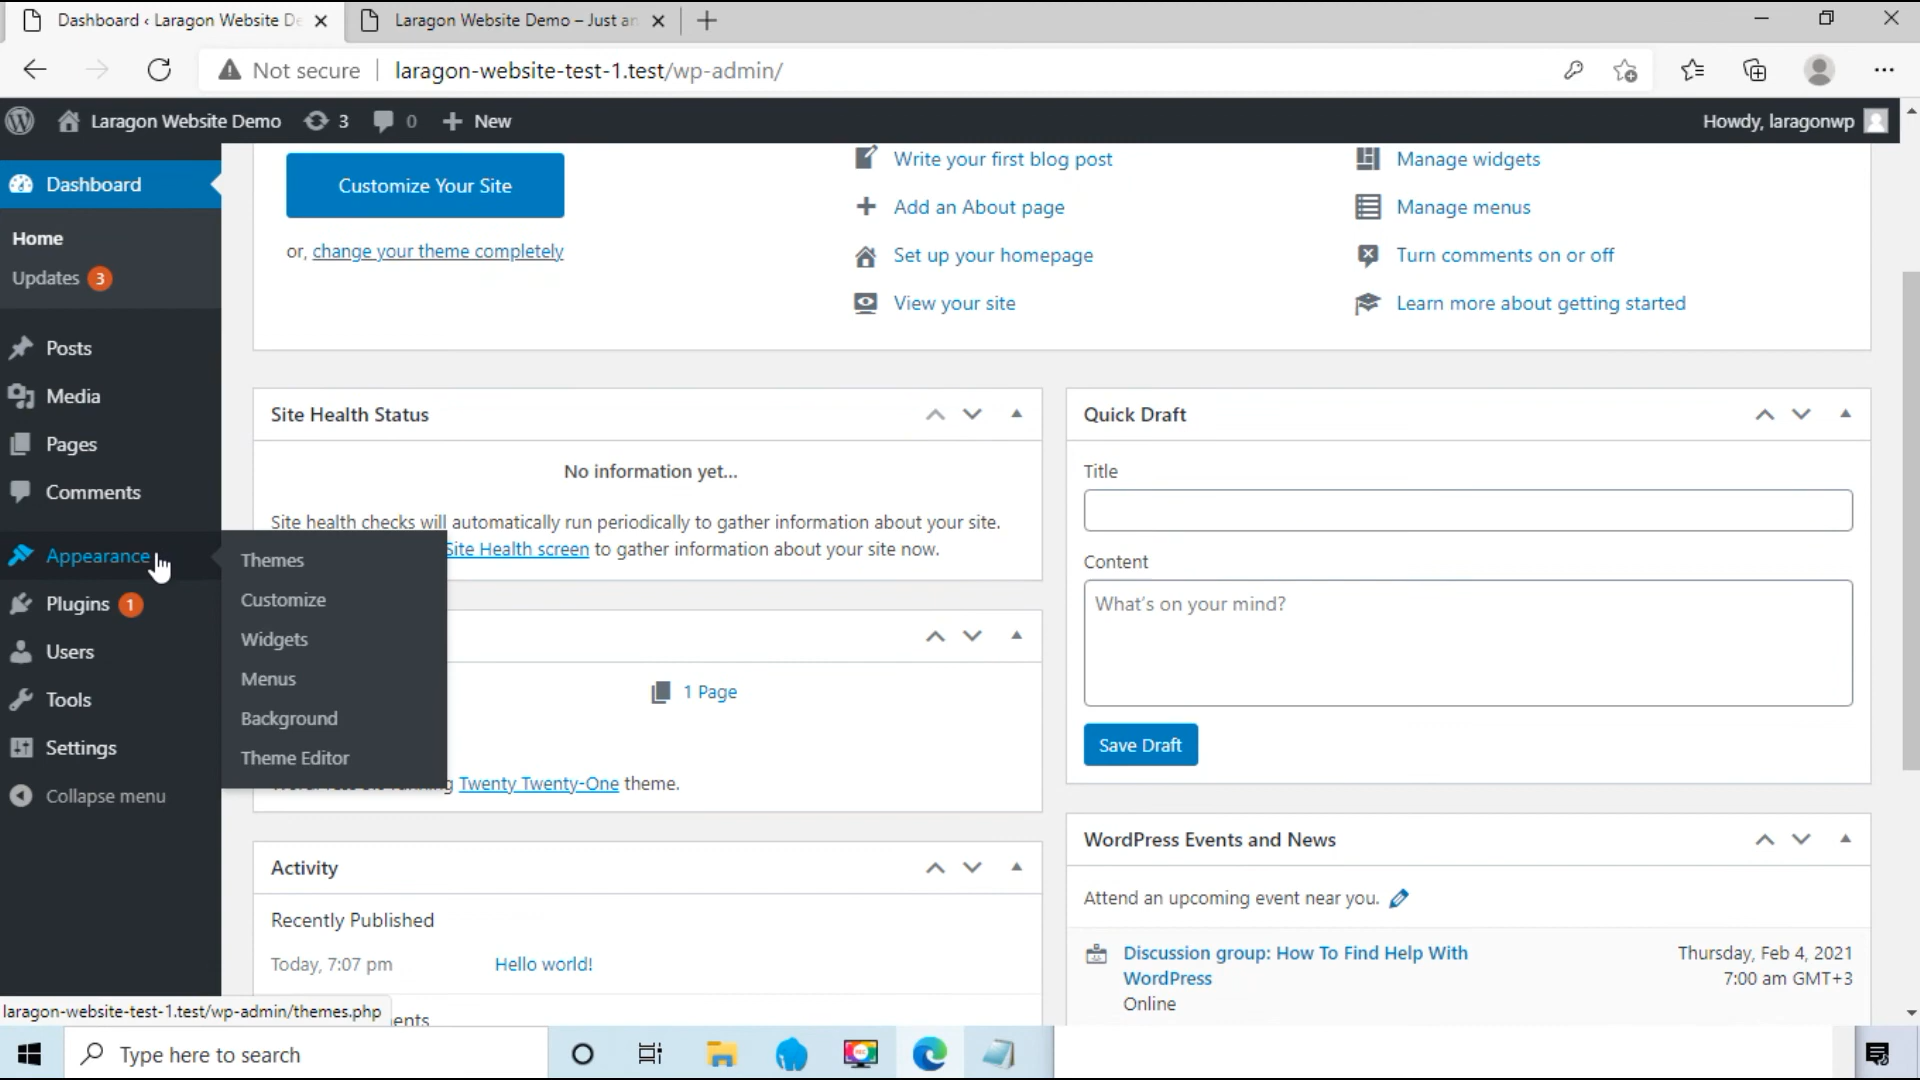 Dashboard ‹ Laragon Website De
Laragon Website Demo – Just an
Not secure
laragon-website-test-1.test/wp-admin/
Laragon Website Demo
3
0
New
Howdy, laragonwp
Dashboard
Home
Updates 3
Posts
Media
Pages
Comments
Appearance
Plugins 1
Users
Tools
Settings
Collapse menu
Themes
Customize
Widgets
Menus
Background
Theme Editor
Customize Your Site
or, change your theme completely
Write your first blog post
Add an About page
Set up your homepage
View your site
Manage widgets
Manage menus
Turn comments on or off
Learn more about getting started
Site Health Status
No information yet...
Site health checks will automatically run periodically to gather information about your site.
Site Health screen to gather information about your site now.
1 Page
running Twenty Twenty-One theme.
Activity
Recently Published
Today, 7:07 pm
Hello world!
Quick Draft
Title
Content
What's on your mind?
Save Draft
WordPress Events and News
Attend an upcoming event near you.
Discussion group: How To Find Help With
WordPress
Online
Thursday, Feb 4, 2021
7:00 am GMT+3
laragon-website-test-1.test/wp-admin/themes.php
Type here to search